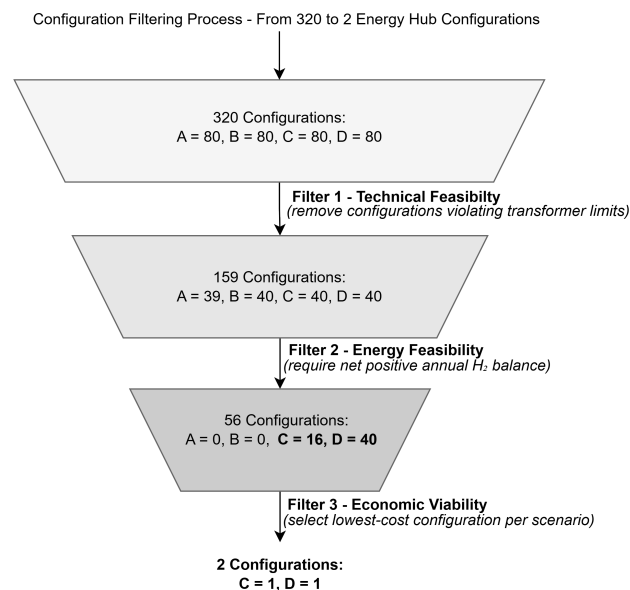 Configuration Filtering Process - From 320 to 2 Energy Hub Configurations
320 Configurations:
A = 80, B = 80, C = 80, D = 80
Filter 1 - Technical Feasibilty
(remove configurations violating transformer limits)
159 Configurations:
A = 39, B = 40, C = 40, D = 40
Filter 2 - Energy Feasibility
(require net positive annual H₂ balance)
56 Configurations:
A = 0, B = 0, C = 16, D = 40
Filter 3 - Economic Viability
(select lowest-cost configuration per scenario)
2 Configurations:
C = 1, D = 1